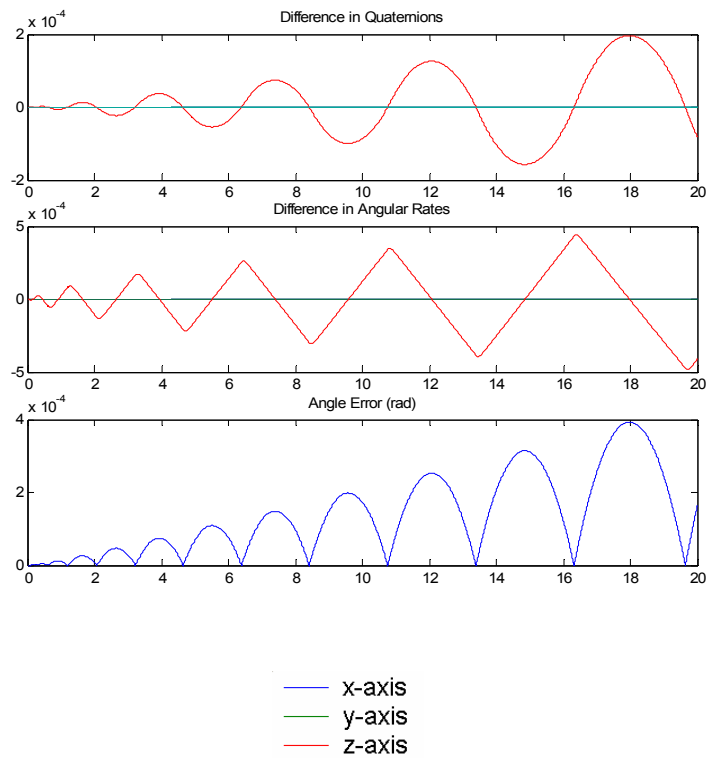 x 10-4
Difference in Quaternions
2
0
-2
0 2 4 6 8 10 12 14 16 18 20
x 10-4
Difference in Angular Rates
5
0
-5
0 2 4 6 8 10 12 14 16 18 20
x 10-4
Angle Error (rad)
4
2
0
0 2 4 6 8 10 12 14 16 18 20
x-axis
y-axis
z-axis